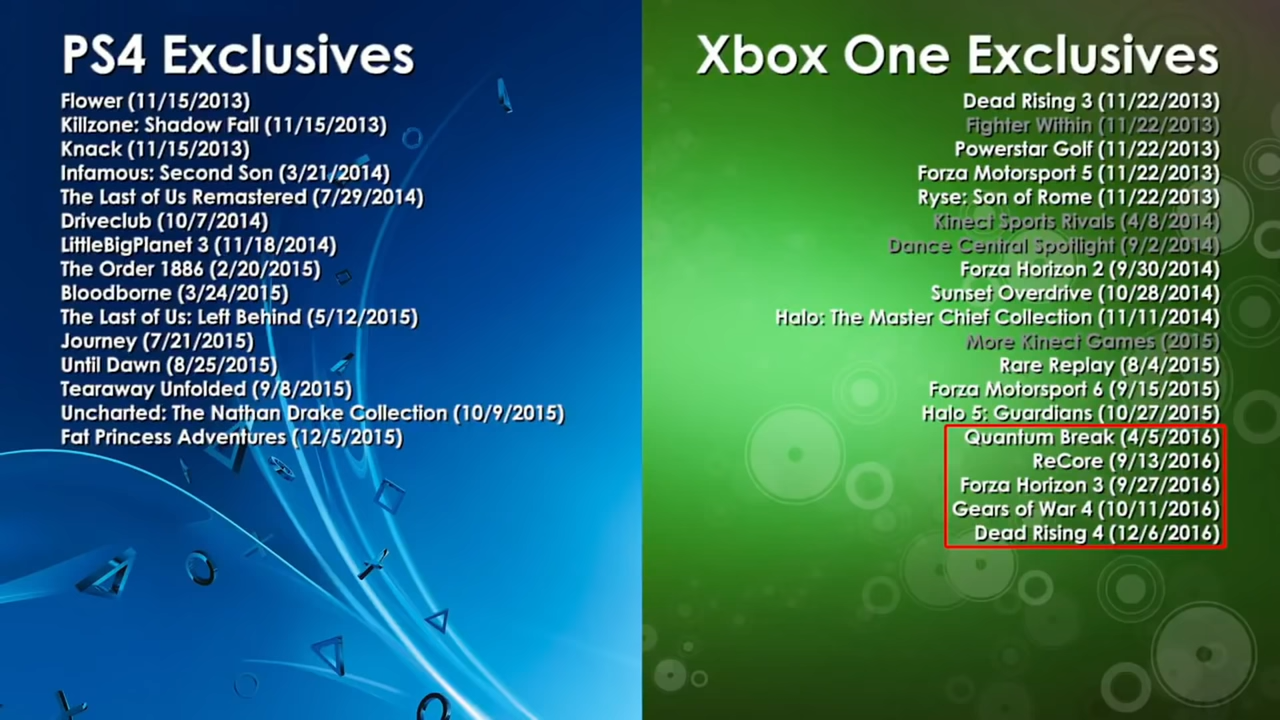 PS4 Exclusives
Flower (11/15/2013)
Killzone: Shadow Fall (11/15/2013)
Knack (11/15/2013)
Infamous: Second Son (3/21/2014)
The Last of Us Remastered (7/29/2014)
Driveclub (10/7/2014)
LittleBigPlanet 3 (11/18/2014)
The Order 1886 (2/20/2015)
Bloodborne (3/24/2015)
The Last of Us: Left Behind (5/12/2015)
Journey (7/21/2015)
Until Dawn (8/25/2015)
Tearaway Unfolded (9/8/2015)
Uncharted: The Nathan Drake Collection (10/9/2015)
Fat Princess Adventures (12/5/2015)
Xbox One Exclusives
Dead Rising 3 (11/22/2013)
Fighter Within (11/22/2013)
Powerstar Golf (11/22/2013)
Forza Motorsport 5 (11/22/2013)
Ryse: Son of Rome (11/22/2013)
Kinect Sports Rivals (4/8/2014)
Dance Central Spotlight (9/2/2014)
Forza Horizon 2 (9/30/2014)
Sunset Overdrive (10/28/2014)
Halo: The Master Chief Collection (11/11/2014)
More Kinect Games (2015)
Rare Replay (8/4/2015)
Forza Motorsport 6 (9/15/2015)
Halo 5: Guardians (10/27/2015)
Quantum Break (4/5/2016)
ReCore (9/13/2016)
Forza Horizon 3 (9/27/2016)
Gears of War 4 (10/11/2016)
Dead Rising 4 (12/6/2016)